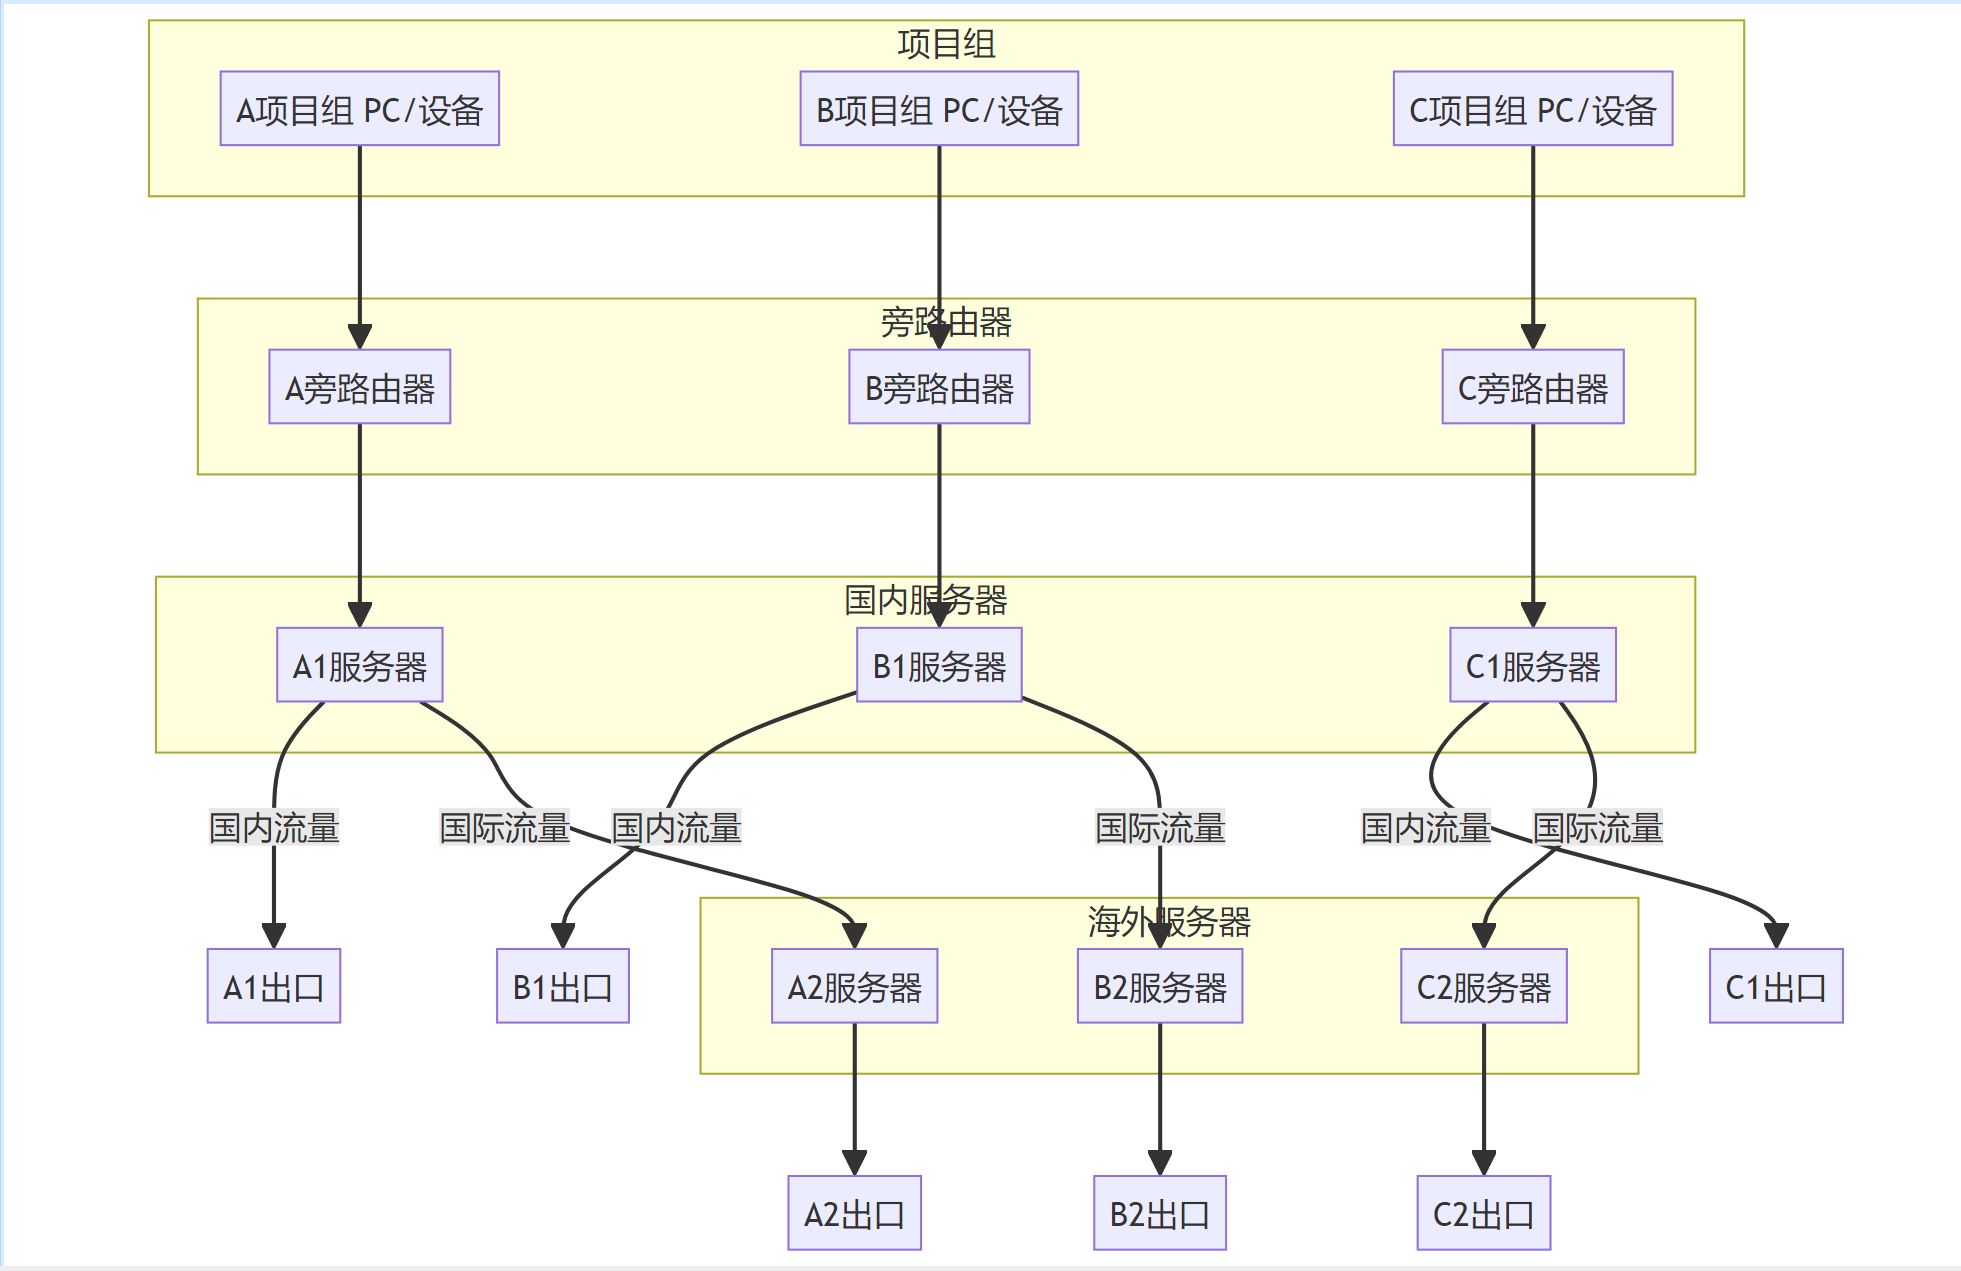 项目组
A项目组 PC/设备
B项目组 PC/设备
C项目组 PC/设备
旁路由器
A旁路由器
B旁路由器
C旁路由器
国内服务器
A1服务器
B1服务器
C1服务器
国内流量
国际流量
国内流量
国际流量
国内流量
国际流量
海外服务器
A1出口
B1出口
A2服务器
B2服务器
C2服务器
C1出口
A2出口
B2出口
C2出口